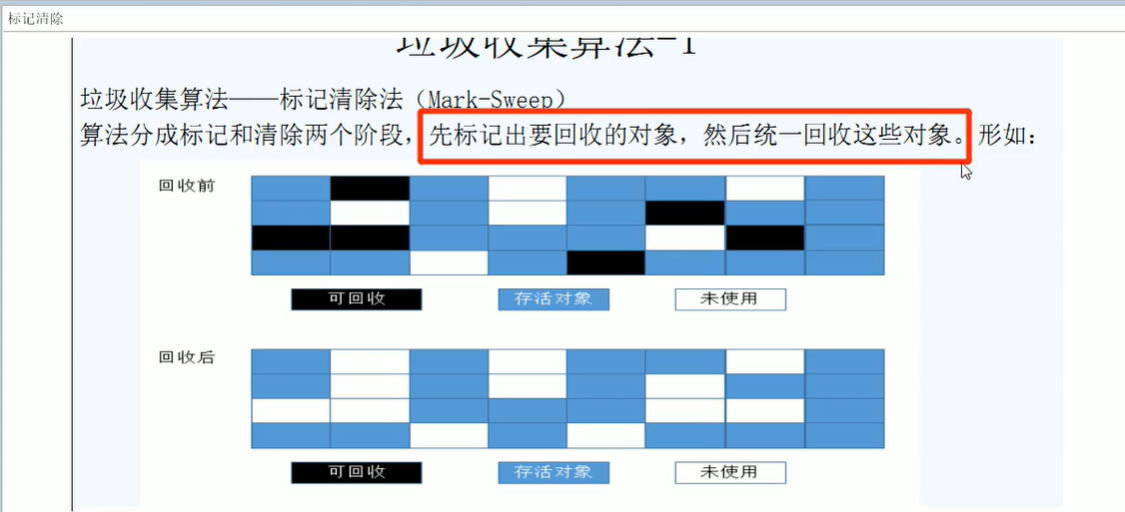 标记清除
垃圾收集算法-1
垃圾收集算法——标记清除法（Mark-Sweep）
算法分成标记和清除两个阶段，先标记出要回收的对象，然后统一回收这些对象。形如：
回收前
可回收 存活对象 未使用
回收后
可回收 存活对象 未使用